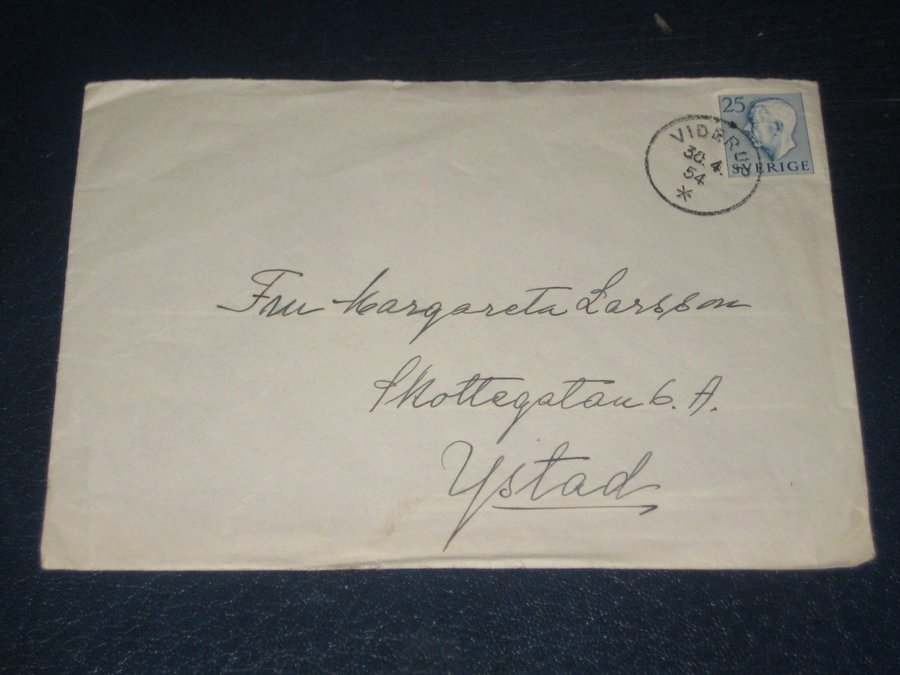 25
SVERIGE
VIDERUP
30. 4.
54
Fru Margareta Larsson
Skottegatan 6. A.
Ystad